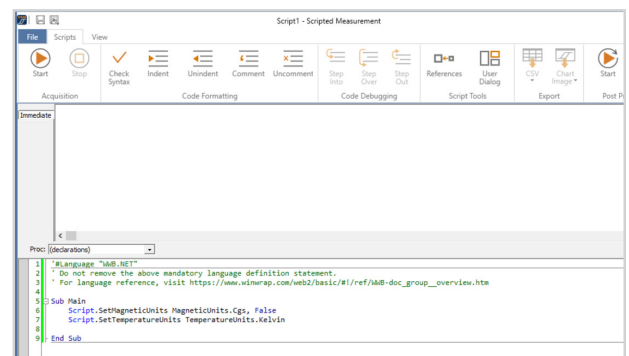 Script1 - Scripted Measurement
File Scripts View
Start Stop Check Syntax Indent Unindent Comment Uncomment Step Into Step Over Step Out References User Dialog CSV Chart Image Start
Acquisition Code Formatting Code Debugging Script Tools Export Post P
Immediate
Proc: (declarations)
1 '#Language "WWB.NET"
2 ' Do not remove the above mandatory language definition statement.
3 ' For language reference, visit https://www.winwrap.com/web2/basic/#!/ref/WWB-doc_group__overview.htm
4
5 Sub Main
6 Script.SetMagneticUnits MagneticUnits.Cgs, False
7 Script.SetTemperatureUnits TemperatureUnits.Kelvin
8
9 End Sub